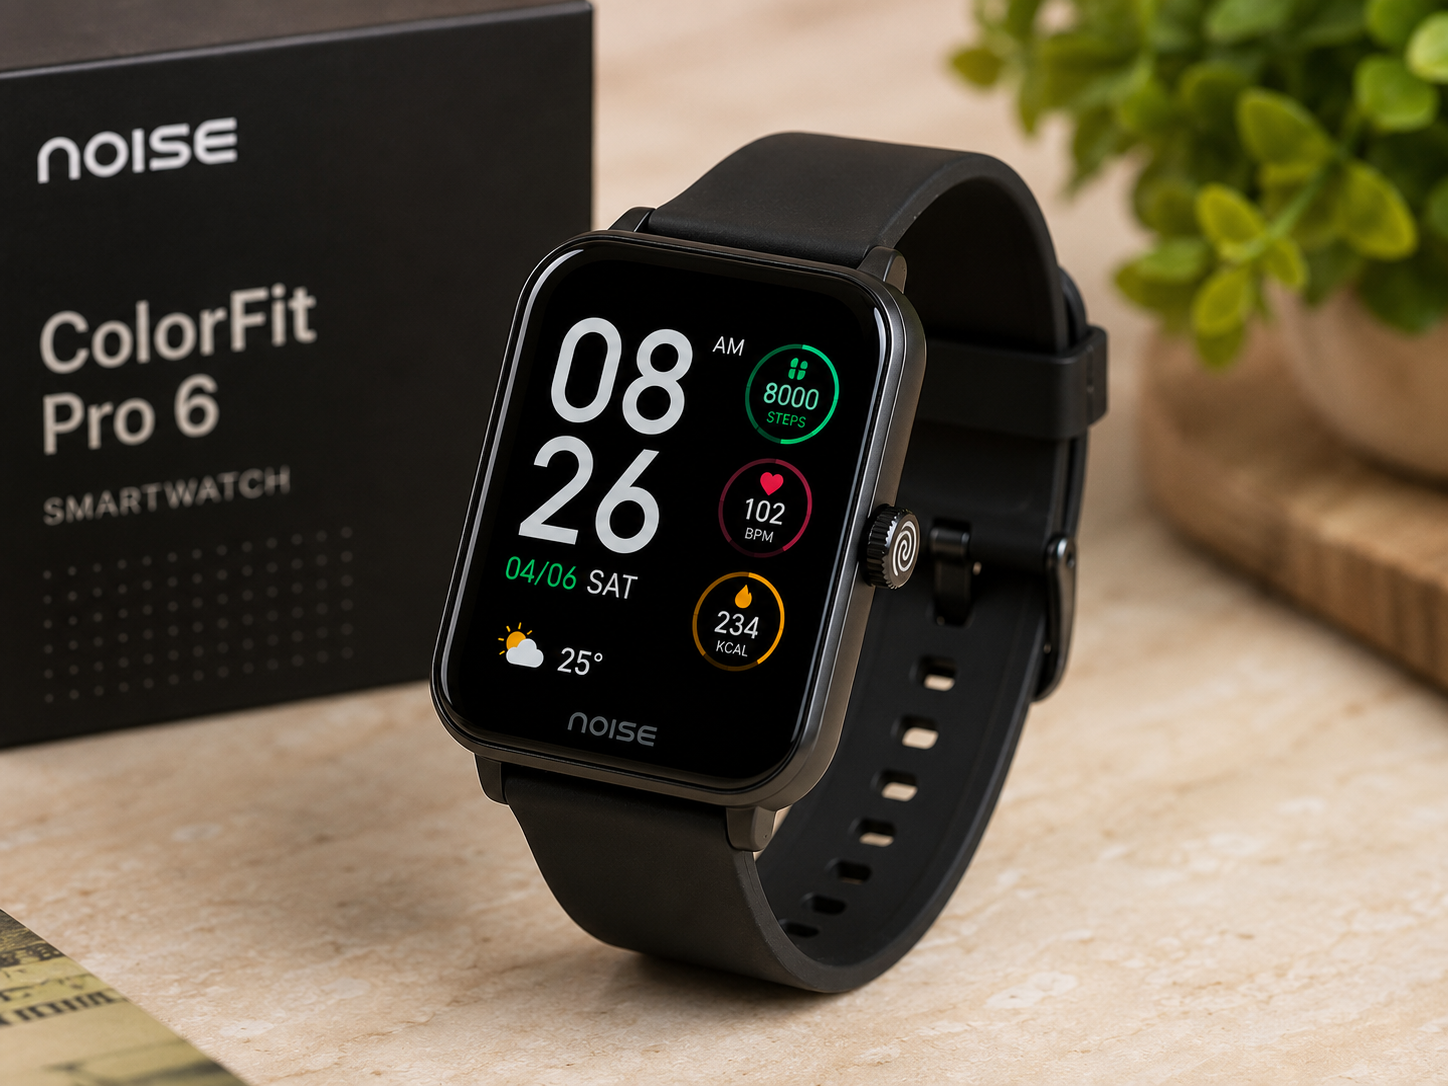 NOISE
ColorFit
Pro 6
SMARTWATCH
08 AM
26
04/06 SAT
25°
8000
STEPS
102
BPM
234
KCAL
NOISE